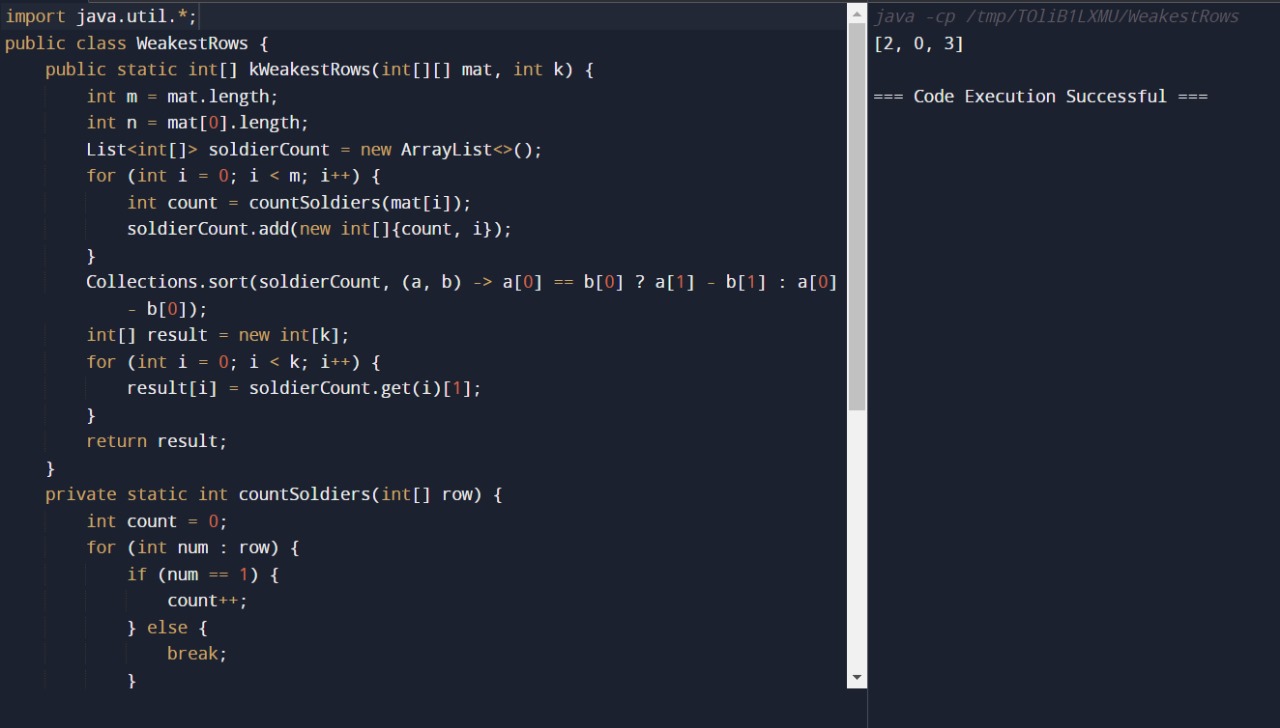 import java.util.*;
public class WeakestRows {
    public static int[] kWeakestRows(int[][] mat, int k) {
        int m = mat.length;
        int n = mat[0].length;
        List<int[]> soldierCount = new ArrayList<>();
        for (int i = 0; i < m; i++) {
            int count = countSoldiers(mat[i]);
            soldierCount.add(new int[]{count, i});
        }
        Collections.sort(soldierCount, (a, b) -> a[0] == b[0] ? a[1] - b[1] : a[0]
            - b[0]);
        int[] result = new int[k];
        for (int i = 0; i < k; i++) {
            result[i] = soldierCount.get(i)[1];
        }
        return result;
    }
    private static int countSoldiers(int[] row) {
        int count = 0;
        for (int num : row) {
            if (num == 1) {
                count++;
            } else {
                break;
            }
java -cp /tmp/TOliB1LXMU/WeakestRows
[2, 0, 3]
=== Code Execution Successful ===